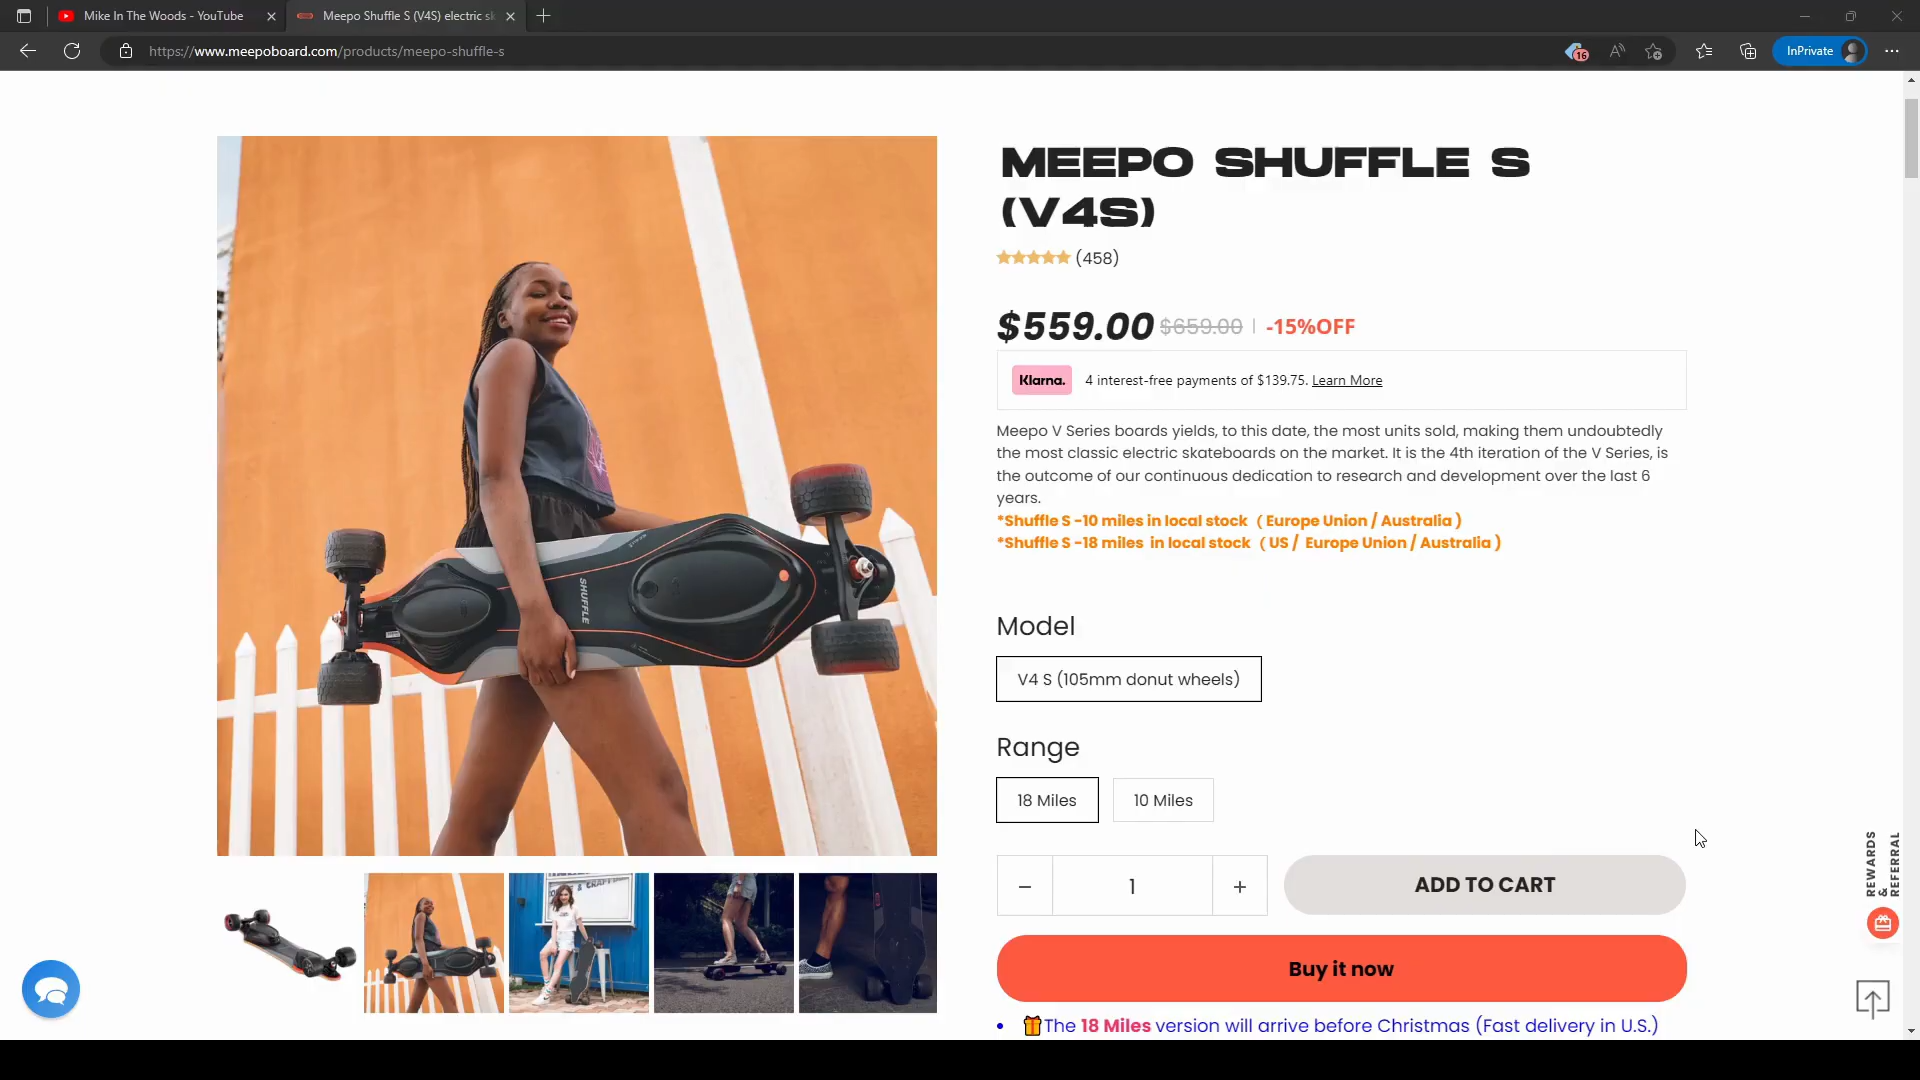 Mike In The Woods - YouTube
Meepo Shuffle S (V4S) electric sk
https://www.meepoboard.com/products/meepo-shuffle-s
16
InPrivate
MEEPO SHUFFLE S
(V4S)
(458)
$559.00 $659.00 | -15%OFF
Klarna. 4 interest-free payments of $139.75. Learn More
Meepo V Series boards yields, to this date, the most units sold, making them undoubtedly
the most classic electric skateboards on the market. It is the 4th iteration of the V Series, is
the outcome of our continuous dedication to research and development over the last 6
years.
*Shuffle S -10 miles in local stock （ Europe Union / Australia ）
*Shuffle S -18 miles in local stock （ US / Europe Union / Australia ）
SHUFFLE
Model
V4 S (105mm donut wheels)
Range
18 Miles
10 Miles
− 1 +
ADD TO CART
Buy it now
🎁The 18 Miles version will arrive before Christmas (Fast delivery in U.S.)
REWARDS
&
REFERRAL